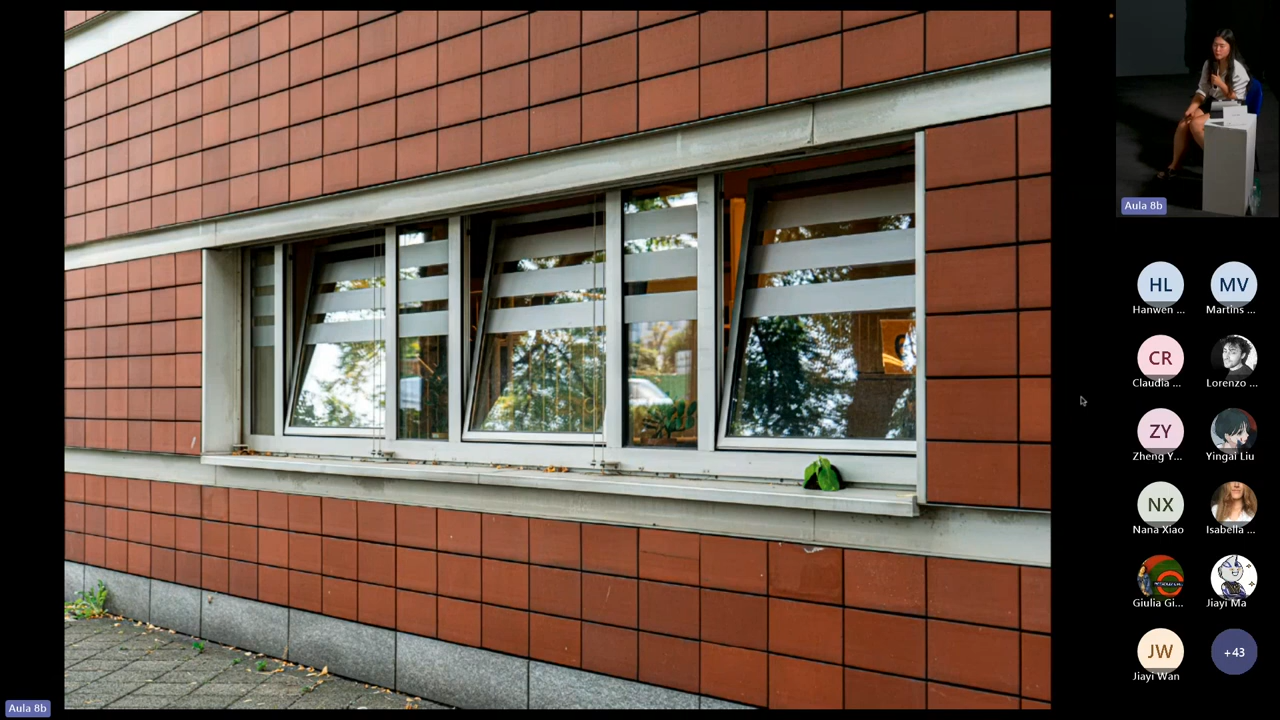 Aula 8b
HL
Hanwen ...
MV
Martins ...
CR
Claudia ...
Lorenzo ...
ZY
Zheng Y...
Yingai Liu
NX
Nana Xiao
Isabella ...
Giulia Gi...
Jiayi Ma
JW
Jiayi Wan
+43
Aula 8b